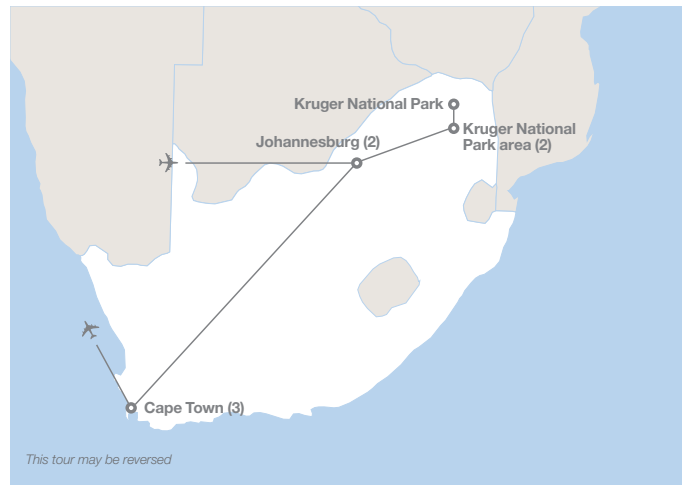 Kruger National Park
Kruger National
Park area (2)
Johannesburg (2)
Cape Town (3)
This tour may be reversed